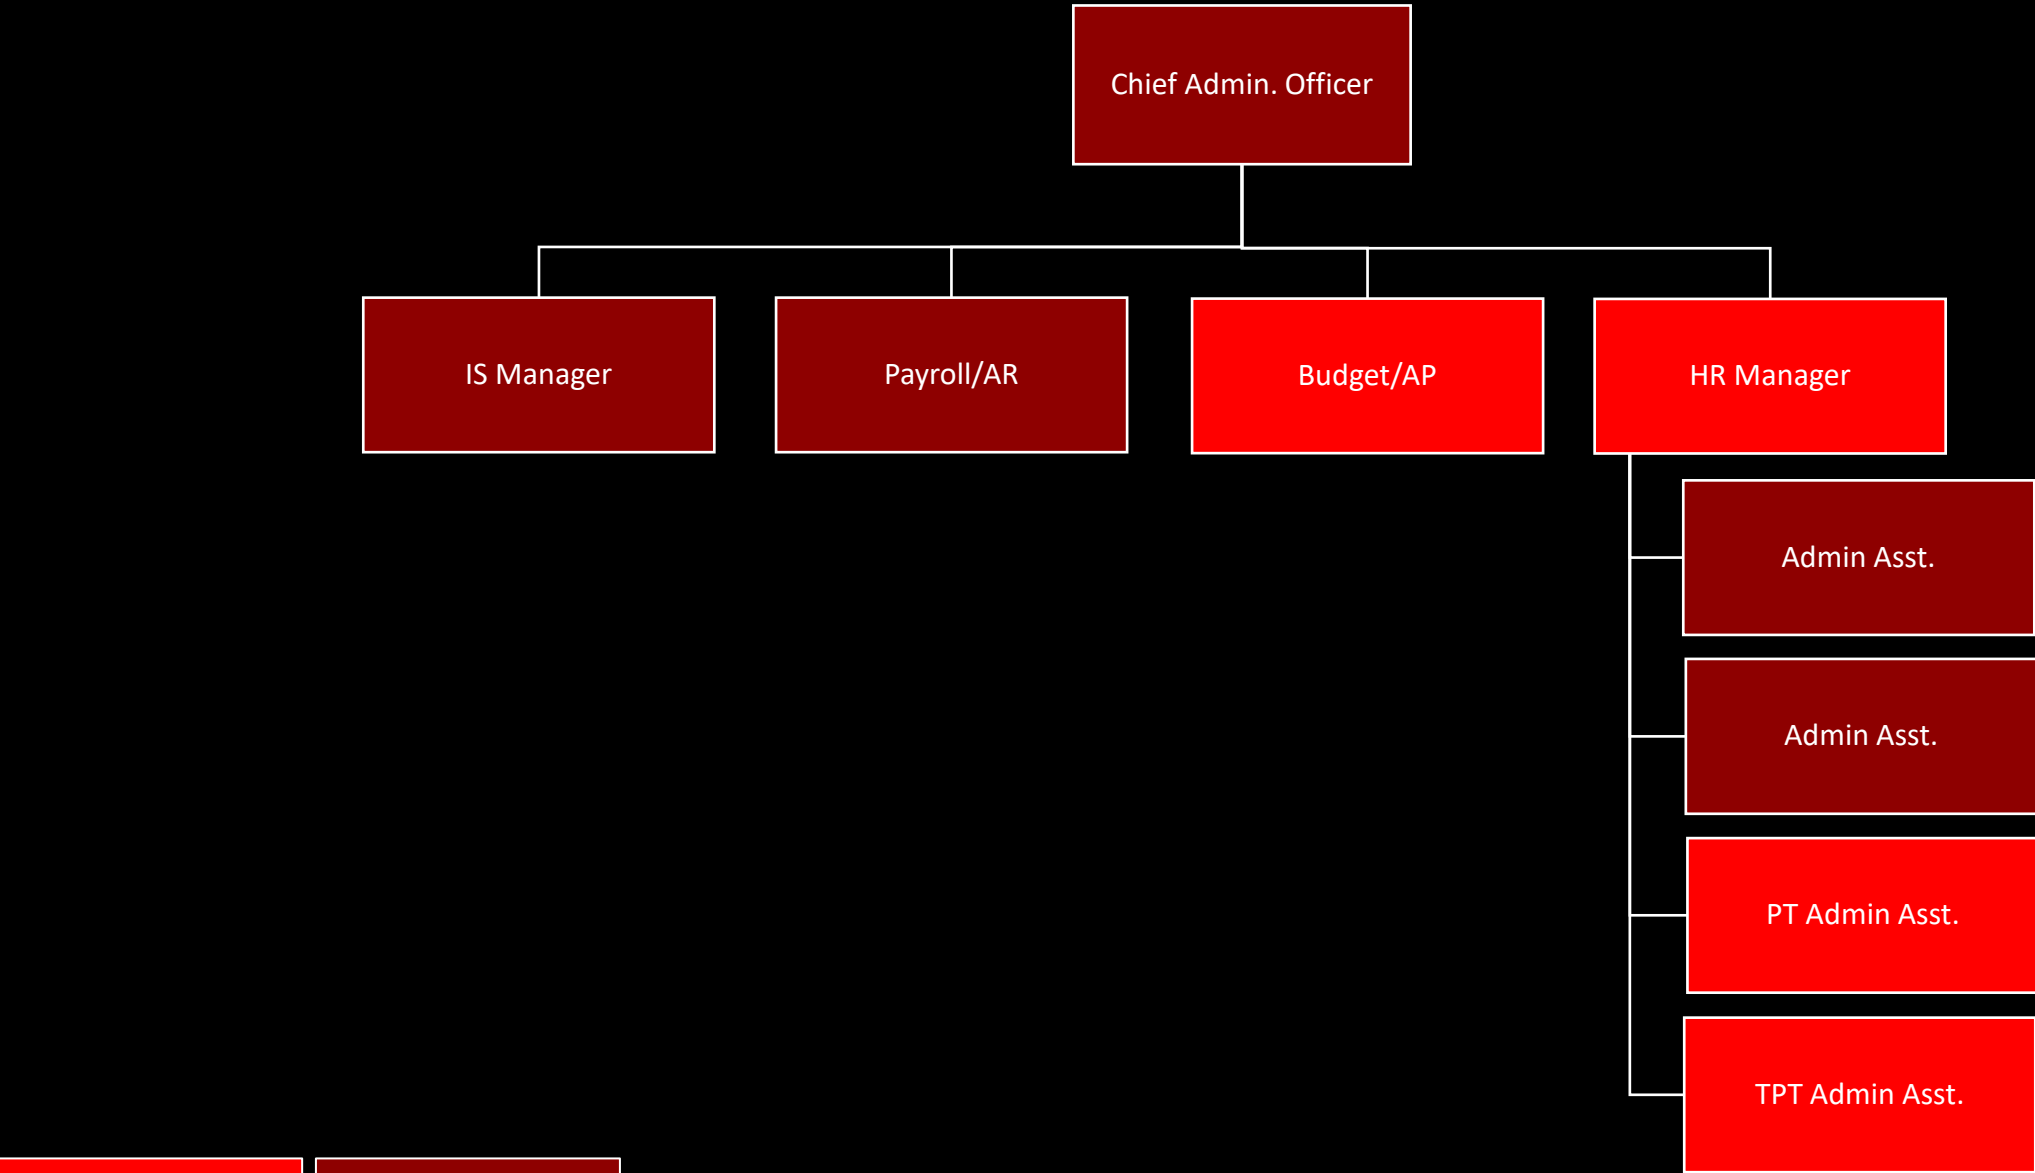 Chief Admin. Officer
IS Manager
Payroll/AR
Budget/AP
HR Manager
Admin Asst.
Admin Asst.
PT Admin Asst.
TPT Admin Asst.